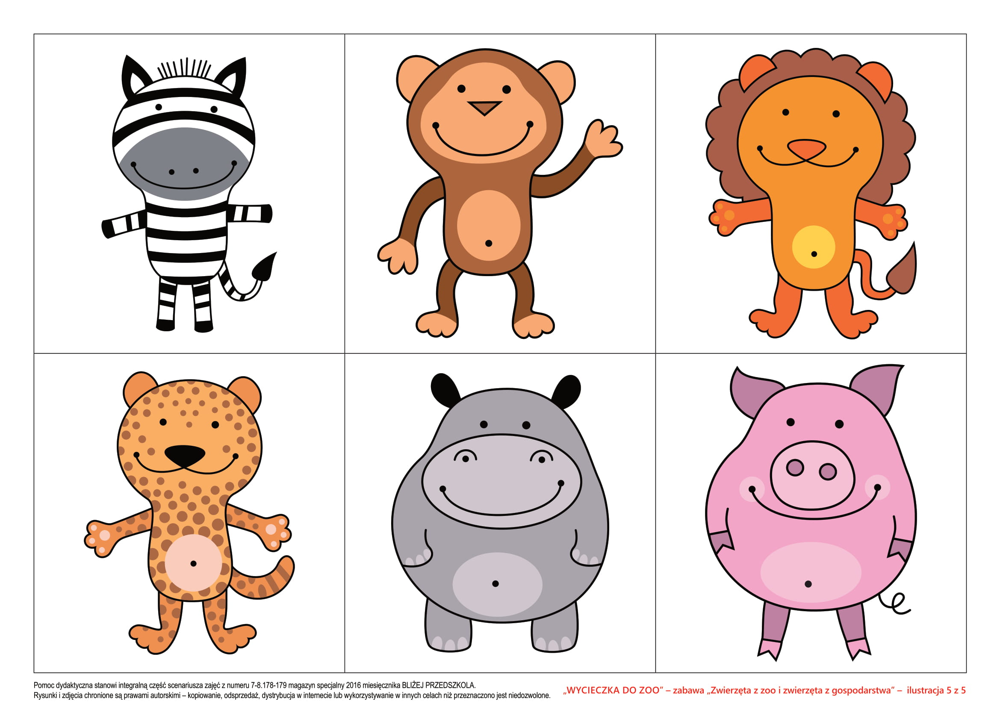 Pomoc dydaktyczna stanowi integralną część scenariusza zajęć z numeru 7-8.178-179 magazyn specjalny 2016 miesięcznika BLIŻEJ PRZEDSZKOLA.
Rysunki i zdjęcia chronione są prawami autorskimi – kopiowanie, odsprzedaż, dystrybucja w internecie lub wykorzystywanie w innych celach niż przeznaczono jest niedozwolone.
„WYCIECZKA DO ZOO” – zabawa „Zwierzęta z zoo i zwierzęta z gospodarstwa” – ilustracja 5 z 5